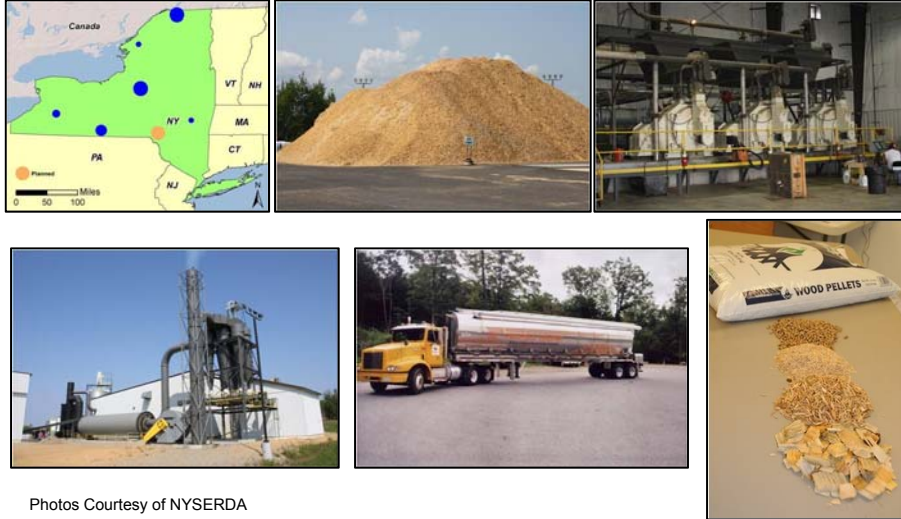 Canada
VT
NH
NY
MA
CT
PA
NJ
Planned
Miles
0 50 100
N
WOOD PELLETS
Photos Courtesy of NYSERDA